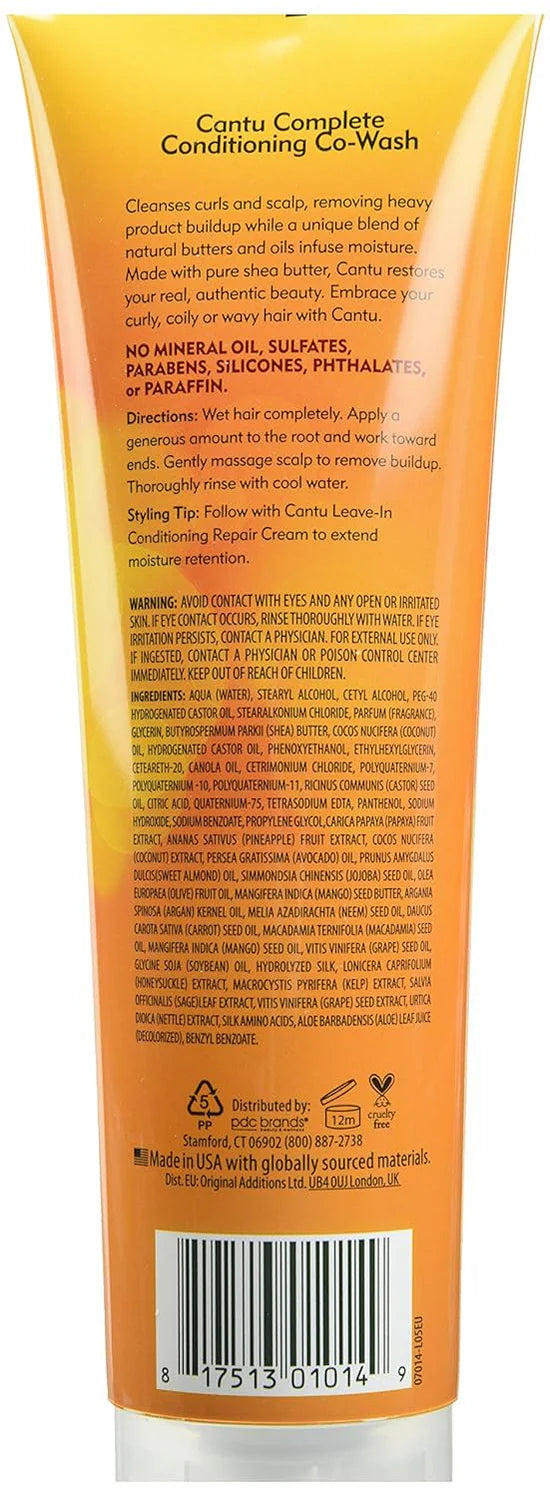 Cantu Complete
Conditioning Co-Wash
Cleanses curls and scalp, removing heavy
product buildup while a unique blend of
natural butters and oils infuse moisture.
Made with pure shea butter, Cantu restores
your real, authentic beauty. Embrace your
curly, coily or wavy hair with Cantu.
NO MINERAL OIL, SULFATES,
PARABENS, SiLICONES, PHTHALATES,
or PARAFFIN.
Directions: Wet hair completely. Apply a
generous amount to the root and work toward
ends. Gently massage scalp to remove buildup.
Thoroughly rinse with cool water.
Styling Tip: Follow with Cantu Leave-In
Conditioning Repair Cream to extend
moisture retention.
WARNING: AVOID CONTACT WITH EYES AND ANY OPEN OR IRRITATED
SKIN. IF EYE CONTACT OCCURS, RINSE THOROUGHLY WITH WATER. IF EYE
IRRITATION PERSISTS, CONTACT A PHYSICIAN. FOR EXTERNAL USE ONLY.
IF INGESTED, CONTACT A PHYSICIAN OR POISON CONTROL CENTER
IMMEDIATELY. KEEP OUT OF REACH OF CHILDREN.
INGREDIENTS: AQUA (WATER), STEARYL ALCOHOL, CETYL ALCOHOL, PEG-40
HYDROGENATED CASTOR OIL, STEARALKONIUM CHLORIDE, PARFUM (FRAGRANCE),
GLYCERIN, BUTYROSPERMUM PARKII (SHEA) BUTTER, COCOS NUCIFERA (COCONUT)
OIL, HYDROGENATED CASTOR OIL, PHENOXYETHANOL, ETHYLHEXYLGLYCERIN,
CETEARETH-20, CANOLA OIL, CETRIMONIUM CHLORIDE, POLYQUATERNIUM-7,
POLYQUATERNIUM -10, POLYQUATERNIUM-11, RICINUS COMMUNIS (CASTOR) SEED
OIL, CITRIC ACID, QUATERNIUM-75, TETRASODIUM EDTA, PANTHENOL, SODIUM
HYDROXIDE, SODIUM BENZOATE, PROPYLENE GLYCOL, CARICA PAPAYA (PAPAYA) FRUIT
EXTRACT, ANANAS SATIVUS (PINEAPPLE) FRUIT EXTRACT, COCOS NUCIFERA
(COCONUT) EXTRACT, PERSEA GRATISSIMA (AVOCADO) OIL, PRUNUS AMYGDALUS
DULCIS(SWEET ALMOND) OIL, SIMMONDSIA CHINENSIS (JOJOBA) SEED OIL, OLEA
EUROPAEA (OLIVE) FRUIT OIL, MANGIFERA INDICA (MANGO) SEED BUTTER, ARGANIA
SPINOSA (ARGAN) KERNEL OIL, MELIA AZADIRACHTA (NEEM) SEED OIL, DAUCUS
CAROTA SATIVA (CARROT) SEED OIL, MACADAMIA TERNIFOLIA (MACADAMIA) SEED
OIL, MANGIFERA INDICA (MANGO) SEED OIL, VITIS VINIFERA (GRAPE) SEED OIL,
GLYCINE SOJA (SOYBEAN) OIL, HYDROLYZED SILK, LONICERA CAPRIFOLIUM
(HONEYSUCKLE) EXTRACT, MACROCYSTIS PYRIFERA (KELP) EXTRACT, SALVIA
OFFICINALIS (SAGE)LEAF EXTRACT, VITIS VINIFERA (GRAPE) SEED EXTRACT, URTICA
DIOICA (NETTLE) EXTRACT, SILK AMINO ACIDS, ALOE BARBADENSIS (ALOE) LEAF JUICE
(DECOLORIZED), BENZYL BENZOATE.
5
PP
Distributed by:
pdc brands®
beauty & wellness
12m
cruelty
free
Stamford, CT 06902 (800) 887-2738
Made in USA with globally sourced materials.
Dist. EU: Original Additions Ltd. UB4 0UJ London, UK
8 17513 01014 9
07014-L05EU